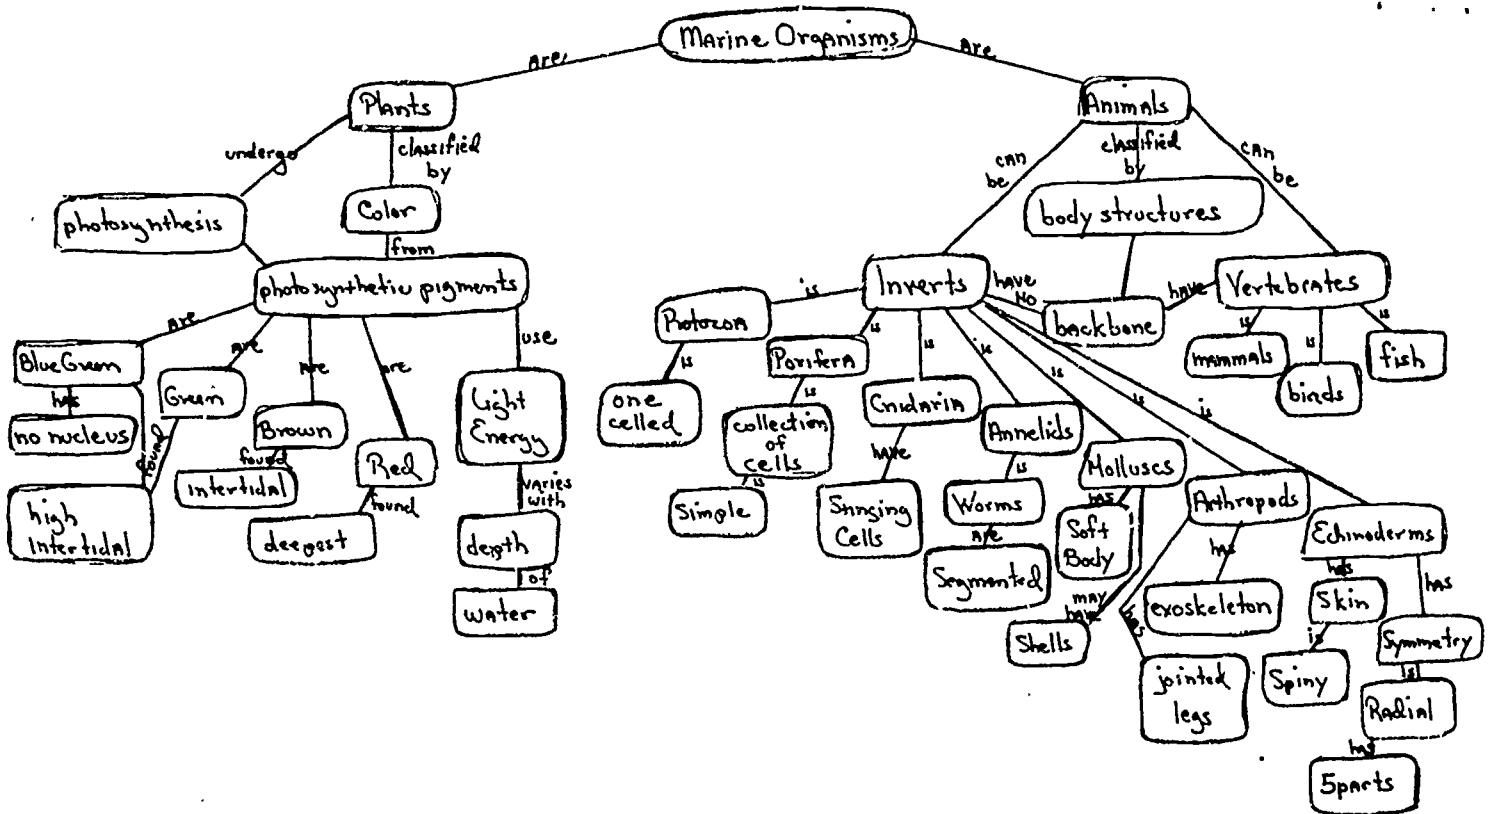 Marine Organisms
are
are
Plants
Animals
undergo
classified
by
can
be
classified
by
can
be
photosynthesis
Color
body structures
from
photosynthetic pigments
Inverts
have
no
backbone
have
Vertebrates
are
are
are
are
use
is
is
is
is
is
is
is
is
is
is
Blue Green
Green
Brown
Red
Light
Energy
Protozoa
Porifera
Cnidaria
Annelids
Molluscs
Arthropods
Echinoderms
mammals
birds
fish
has
no nucleus
found
high
Intertidal
found
intertidal
found
deepest
varies
with
depth
of
water
is
one
celled
is
collection
of
cells
is
Simple
have
Stinging
Cells
is
Worms
are
Segmented
has
Soft
Body
may
have
Shells
has
exoskeleton
has
jointed
legs
has
Skin
is
Spiny
has
Symmetry
is
Radial
has
5 parts